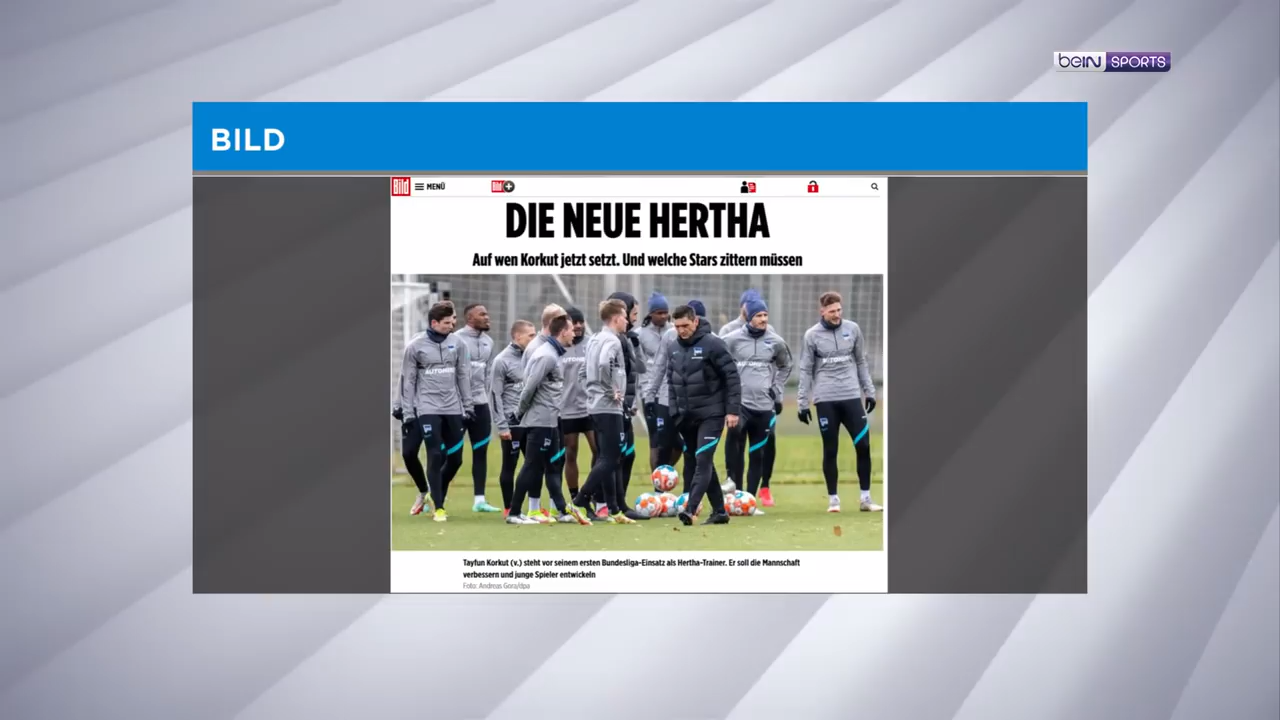 beIN SPORTS
BILD
Bild MENÜ Bild
DIE NEUE HERTHA
Auf wen Korkut jetzt setzt. Und welche Stars zittern müssen
Tayfun Korkut (v.) steht vor seinem ersten Bundesliga-Einsatz als Hertha-Trainer. Er soll die Mannschaft
verbessern und junge Spieler entwickeln
Foto: Andreas Gora/dpa